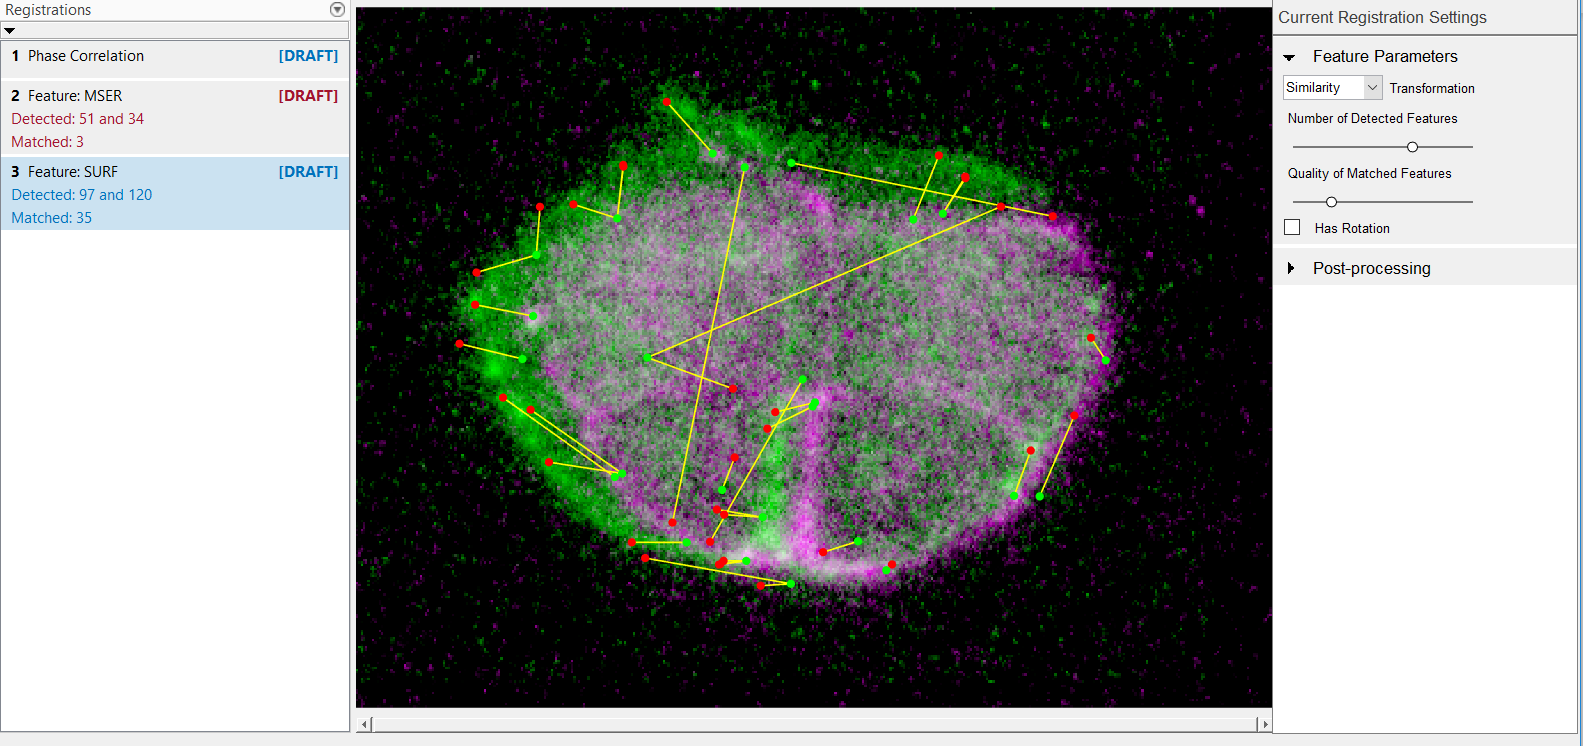 Registrations
1 Phase Correlation [DRAFT]
2 Feature: MSER [DRAFT]
Detected: 51 and 34
Matched: 3
3 Feature: SURF [DRAFT]
Detected: 97 and 120
Matched: 35
Current Registration Settings
Feature Parameters
Similarity Transformation
Number of Detected Features
Quality of Matched Features
Has Rotation
Post-processing